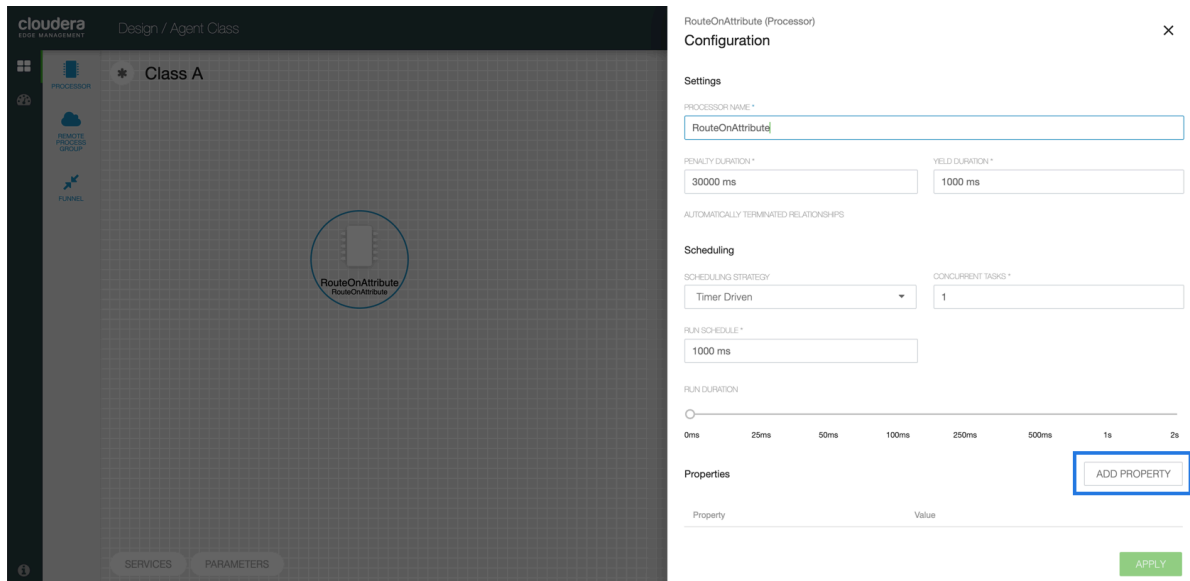 cloudera
EDGE MANAGEMENT
Design / Agent Class
PROCESSOR
REMOTE
PROCESS
GROUP
FUNNEL
Class A
RouteOnAttribute
RouteOnAttribute
SERVICES
PARAMETERS
RouteOnAttribute (Processor)
Configuration
Settings
PROCESSOR NAME *
RouteOnAttribute
PENALTY DURATION *
YIELD DURATION *
30000 ms
1000 ms
AUTOMATICALLY TERMINATED RELATIONSHIPS
Scheduling
SCHEDULING STRATEGY
CONCURRENT TASKS *
Timer Driven
1
RUN SCHEDULE *
1000 ms
RUN DURATION
0ms 25ms 50ms 100ms 250ms 500ms 1s 2s
Properties
ADD PROPERTY
Property Value
APPLY